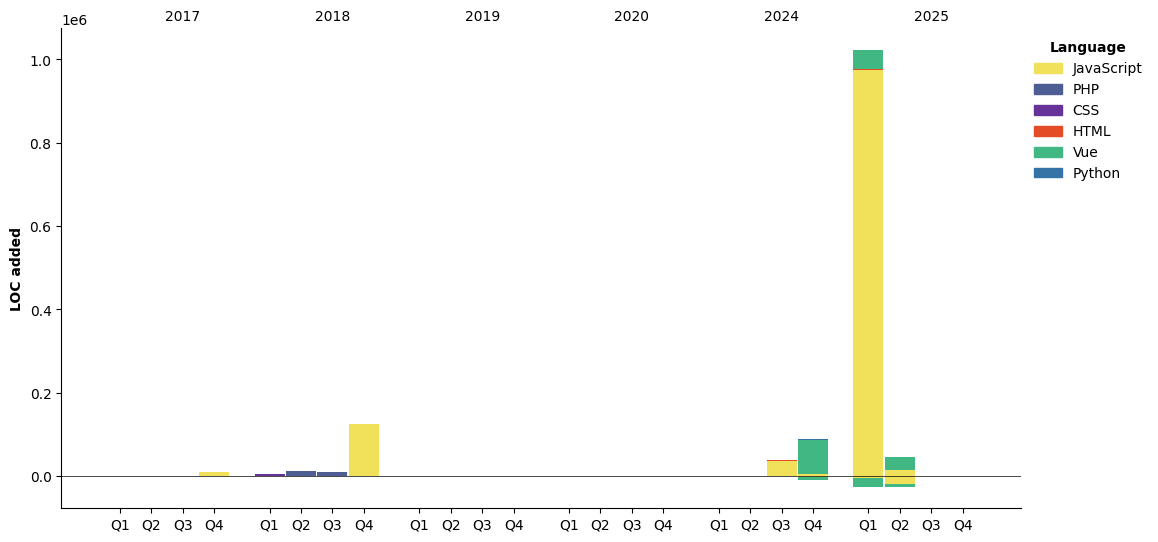 1e6
2017 2018 2019 2020 2024 2025
1.0
0.8
0.6
0.4
0.2
0.0
LOC added
Q1 Q2 Q3 Q4 Q1 Q2 Q3 Q4 Q1 Q2 Q3 Q4 Q1 Q2 Q3 Q4 Q1 Q2 Q3 Q4 Q1 Q2 Q3 Q4
Language
JavaScript
PHP
CSS
HTML
Vue
Python